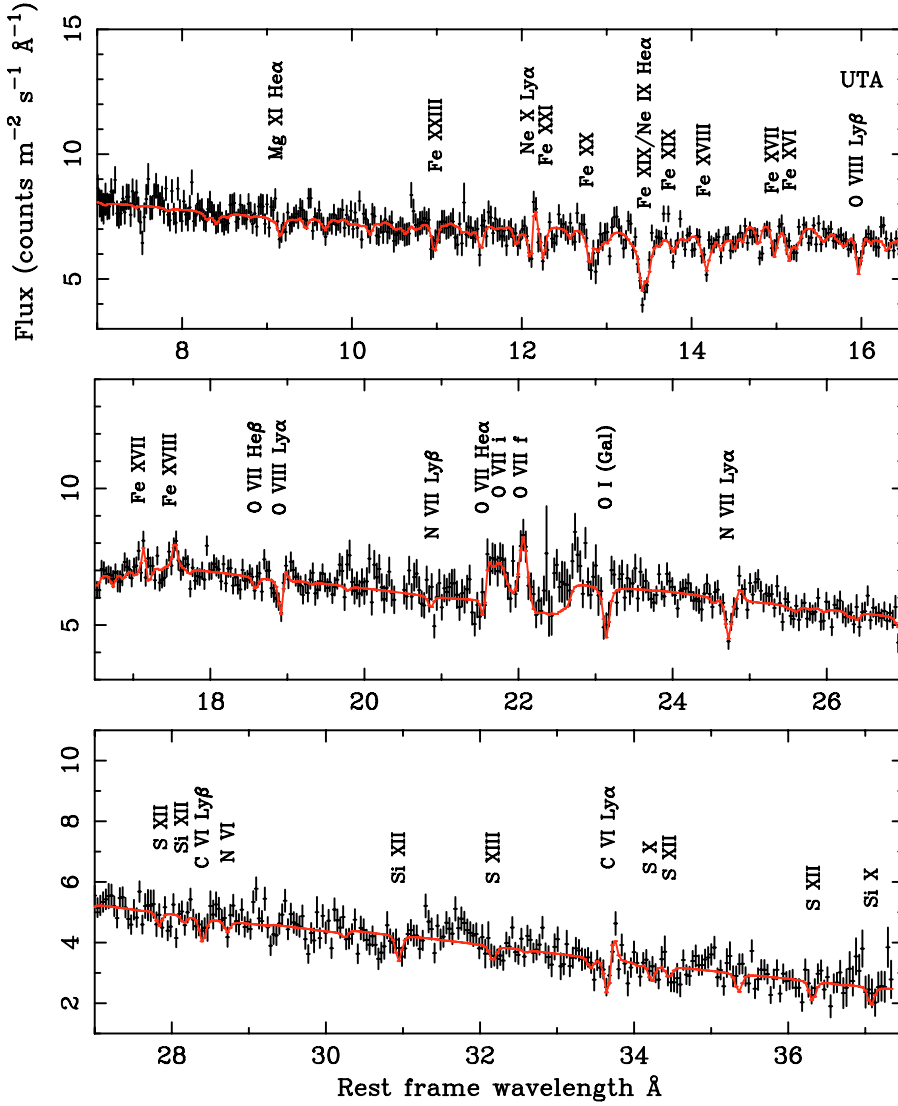 Flux (counts m−2 s−1 Å−1)
15
10
5
Mg XI Heα
Fe XXIII
Ne X Lyα
Fe XXI
Fe XX
Fe XIX/Ne IX Heα
Fe XIX
Fe XVIII
Fe XVII
Fe XVI
UTA
O VIII Lyβ
8 10 12 14 16
10
5
Fe XVII
Fe XVIII
O VII Heβ
O VIII Lyα
N VII Lyβ
O VII Heα
O VII i
O VII f
O I (Gal)
N VII Lyα
18 20 22 24 26
10
8
6
4
2
S XII
Si XII
C VI Lyβ
N VI
Si XII
S XIII
C VI Lyα
S X
S XII
S XII
Si X
28 30 32 34 36
Rest frame wavelength Å